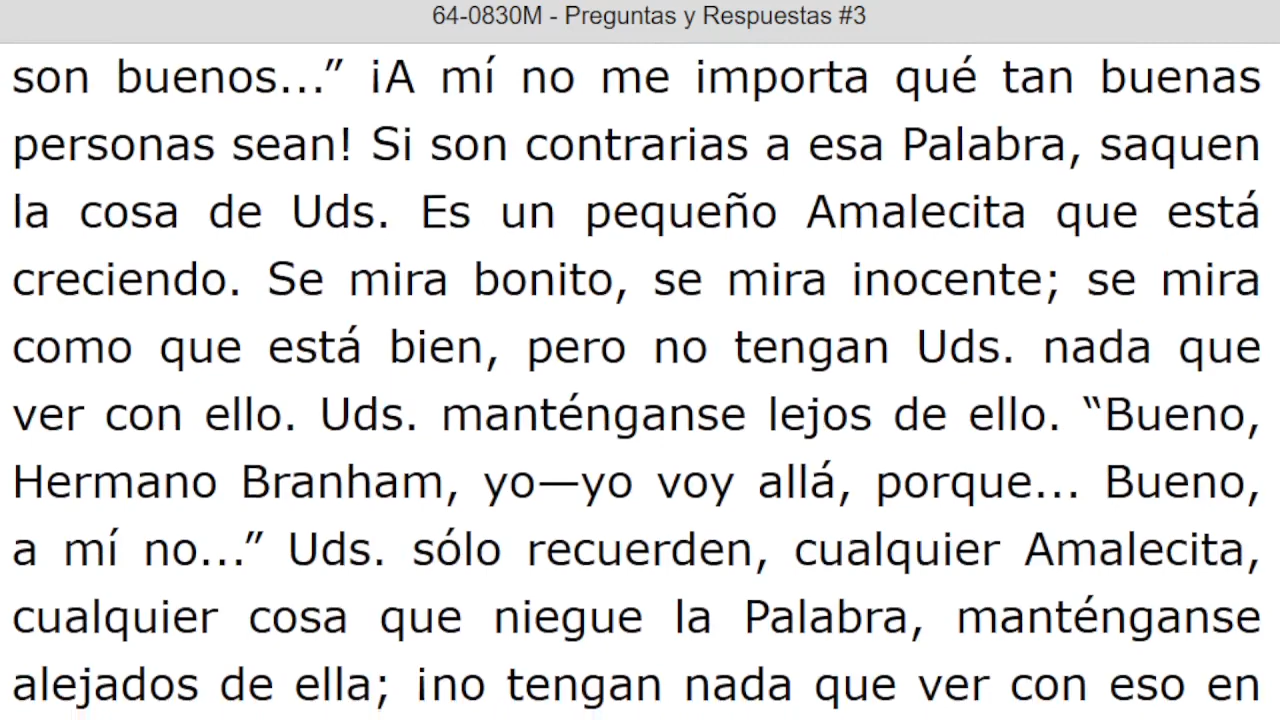 64-0830M - Preguntas y Respuestas #3
son buenos...” ¡A mí no me importa qué tan buenas
personas sean! Si son contrarias a esa Palabra, saquen
la cosa de Uds. Es un pequeño Amalecita que está
creciendo. Se mira bonito, se mira inocente; se mira
como que está bien, pero no tengan Uds. nada que
ver con ello. Uds. manténganse lejos de ello. “Bueno,
Hermano Branham, yo—yo voy allá, porque... Bueno,
a mí no...” Uds. sólo recuerden, cualquier Amalecita,
cualquier cosa que niegue la Palabra, manténganse
alejados de ella; ¡no tengan nada que ver con eso en